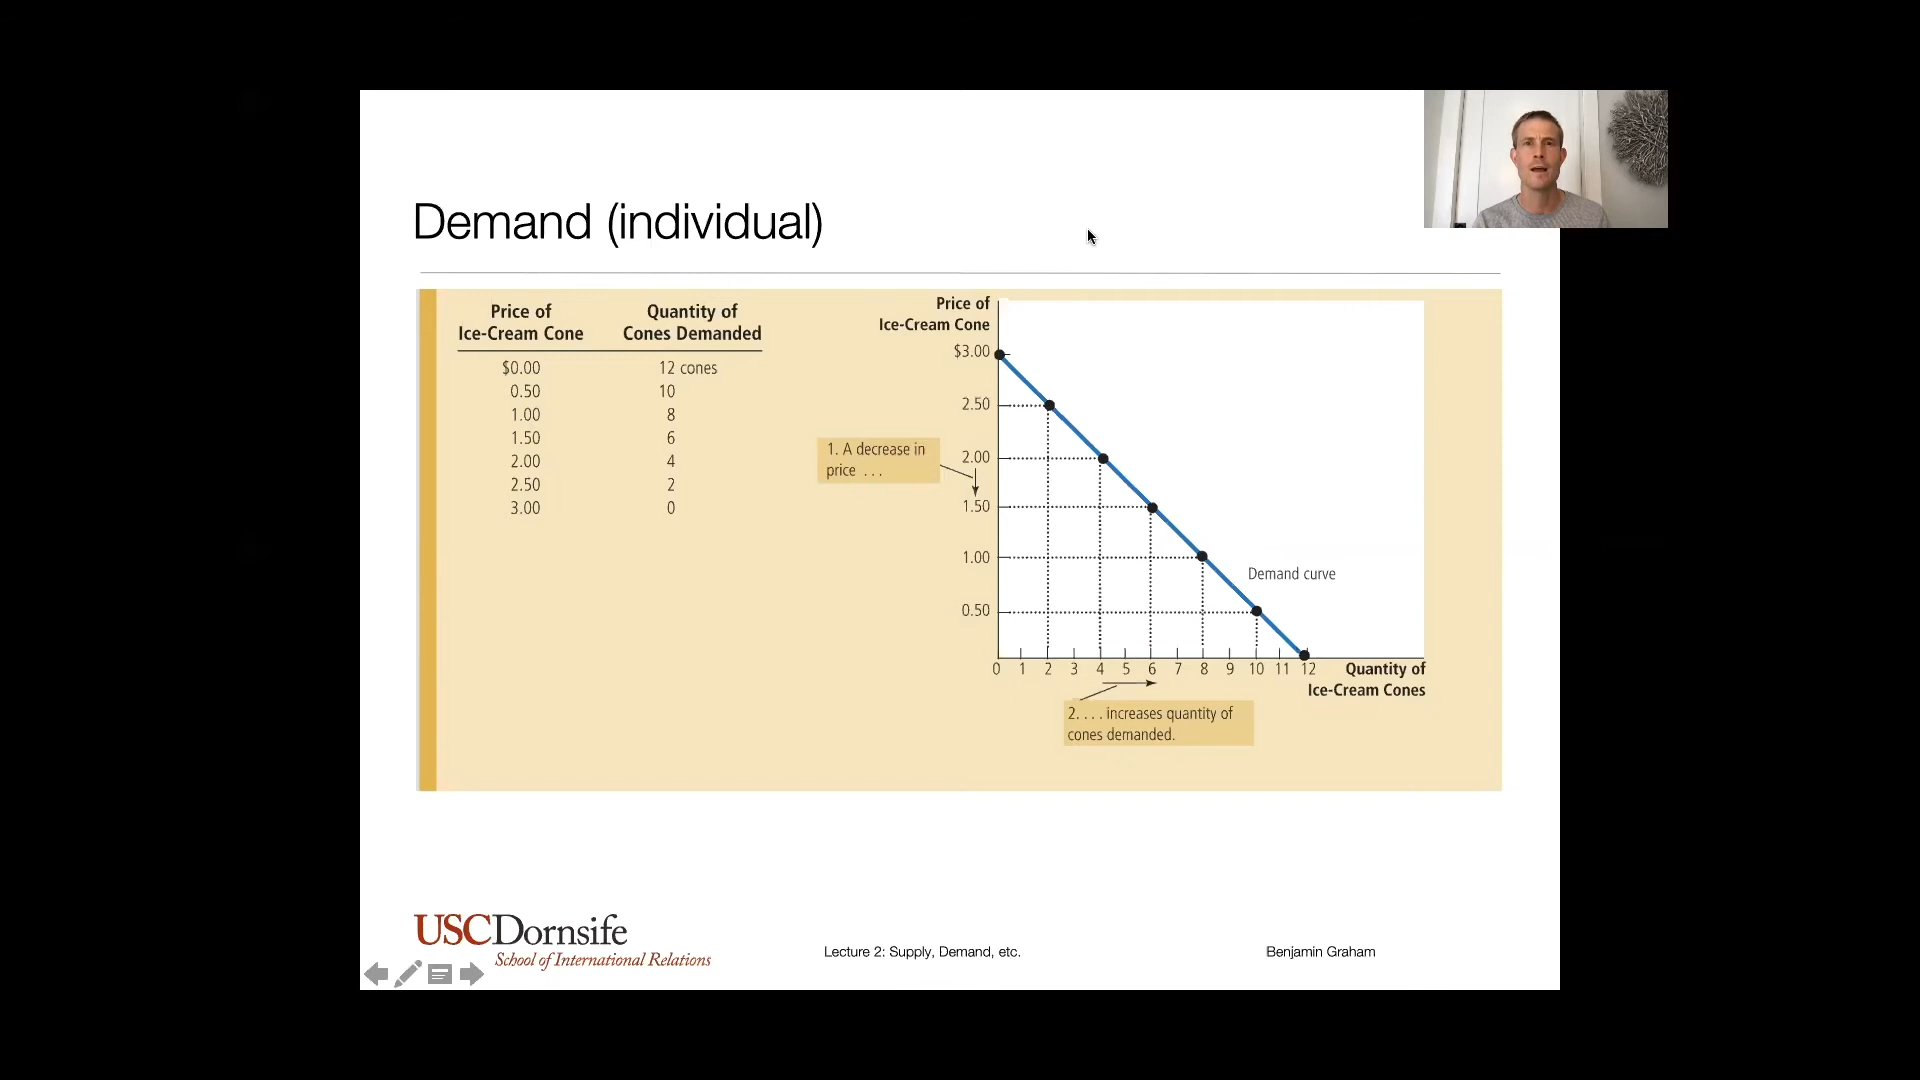 Demand (individual)
Price of Quantity of
Ice-Cream Cone Cones Demanded
$0.00 12 cones
0.50 10
1.00 8
1.50 6
2.00 4
2.50 2
3.00 0
Price of
Ice-Cream Cone
$3.00
2.50
2.00
1.50
1.00
0.50
1. A decrease in
price . . .
Demand curve
0 1 2 3 4 5 6 7 8 9 10 11 12
Quantity of
Ice-Cream Cones
2. . . . increases quantity of
cones demanded.
USCDornsife
School of International Relations
Lecture 2: Supply, Demand, etc.
Benjamin Graham